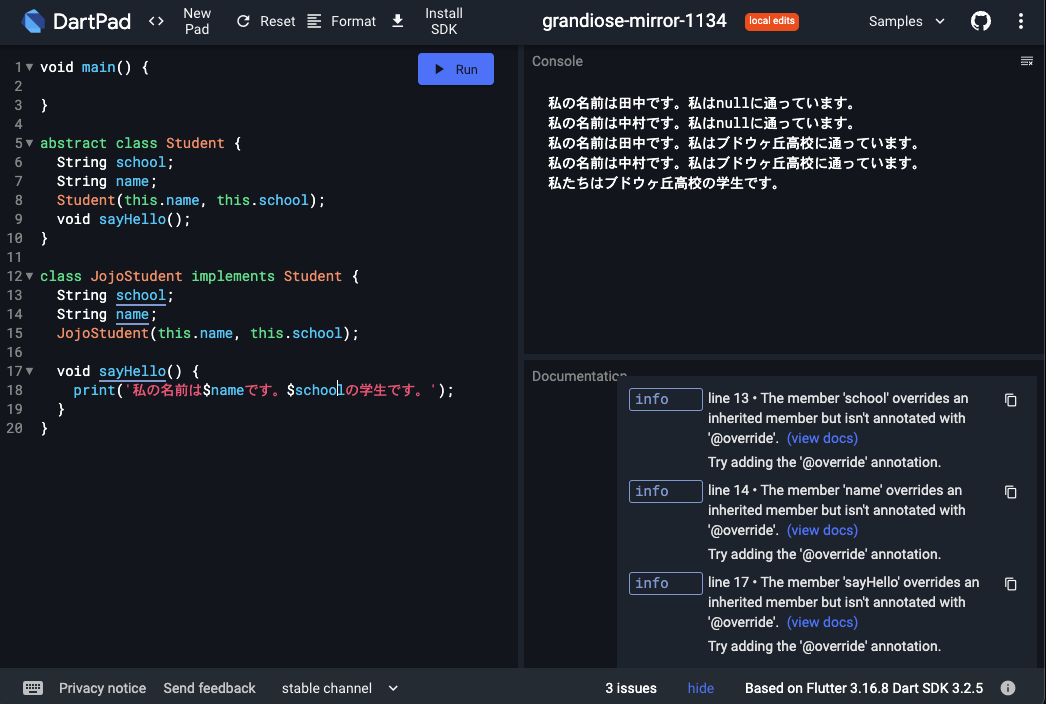 DartPad
<>
New
Pad
Reset
Format
Install
SDK
grandiose-mirror-1134
local edits
Samples
1 void main() {
2
3 }
4
5 abstract class Student {
6   String school;
7   String name;
8   Student(this.name, this.school);
9   void sayHello();
10 }
11
12 class JojoStudent implements Student {
13   String school;
14   String name;
15   JojoStudent(this.name, this.school);
16
17   void sayHello() {
18     print('私の名前は$nameです。$schoolの学生です。');
19   }
20 }
Run
Console
私の名前は田中です。私はnullに通っています。
私の名前は中村です。私はnullに通っています。
私の名前は田中です。私はブドウヶ丘高校に通っています。
私の名前は中村です。私はブドウヶ丘高校に通っています。
私たちはブドウヶ丘高校の学生です。
Documentation
info
line 13 • The member 'school' overrides an
inherited member but isn't annotated with
'@override'. (view docs)
Try adding the '@override' annotation.
info
line 14 • The member 'name' overrides an
inherited member but isn't annotated with
'@override'. (view docs)
Try adding the '@override' annotation.
info
line 17 • The member 'sayHello' overrides an
inherited member but isn't annotated with
'@override'. (view docs)
Try adding the '@override' annotation.
Privacy notice
Send feedback
stable channel
3 issues
hide
Based on Flutter 3.16.8 Dart SDK 3.2.5